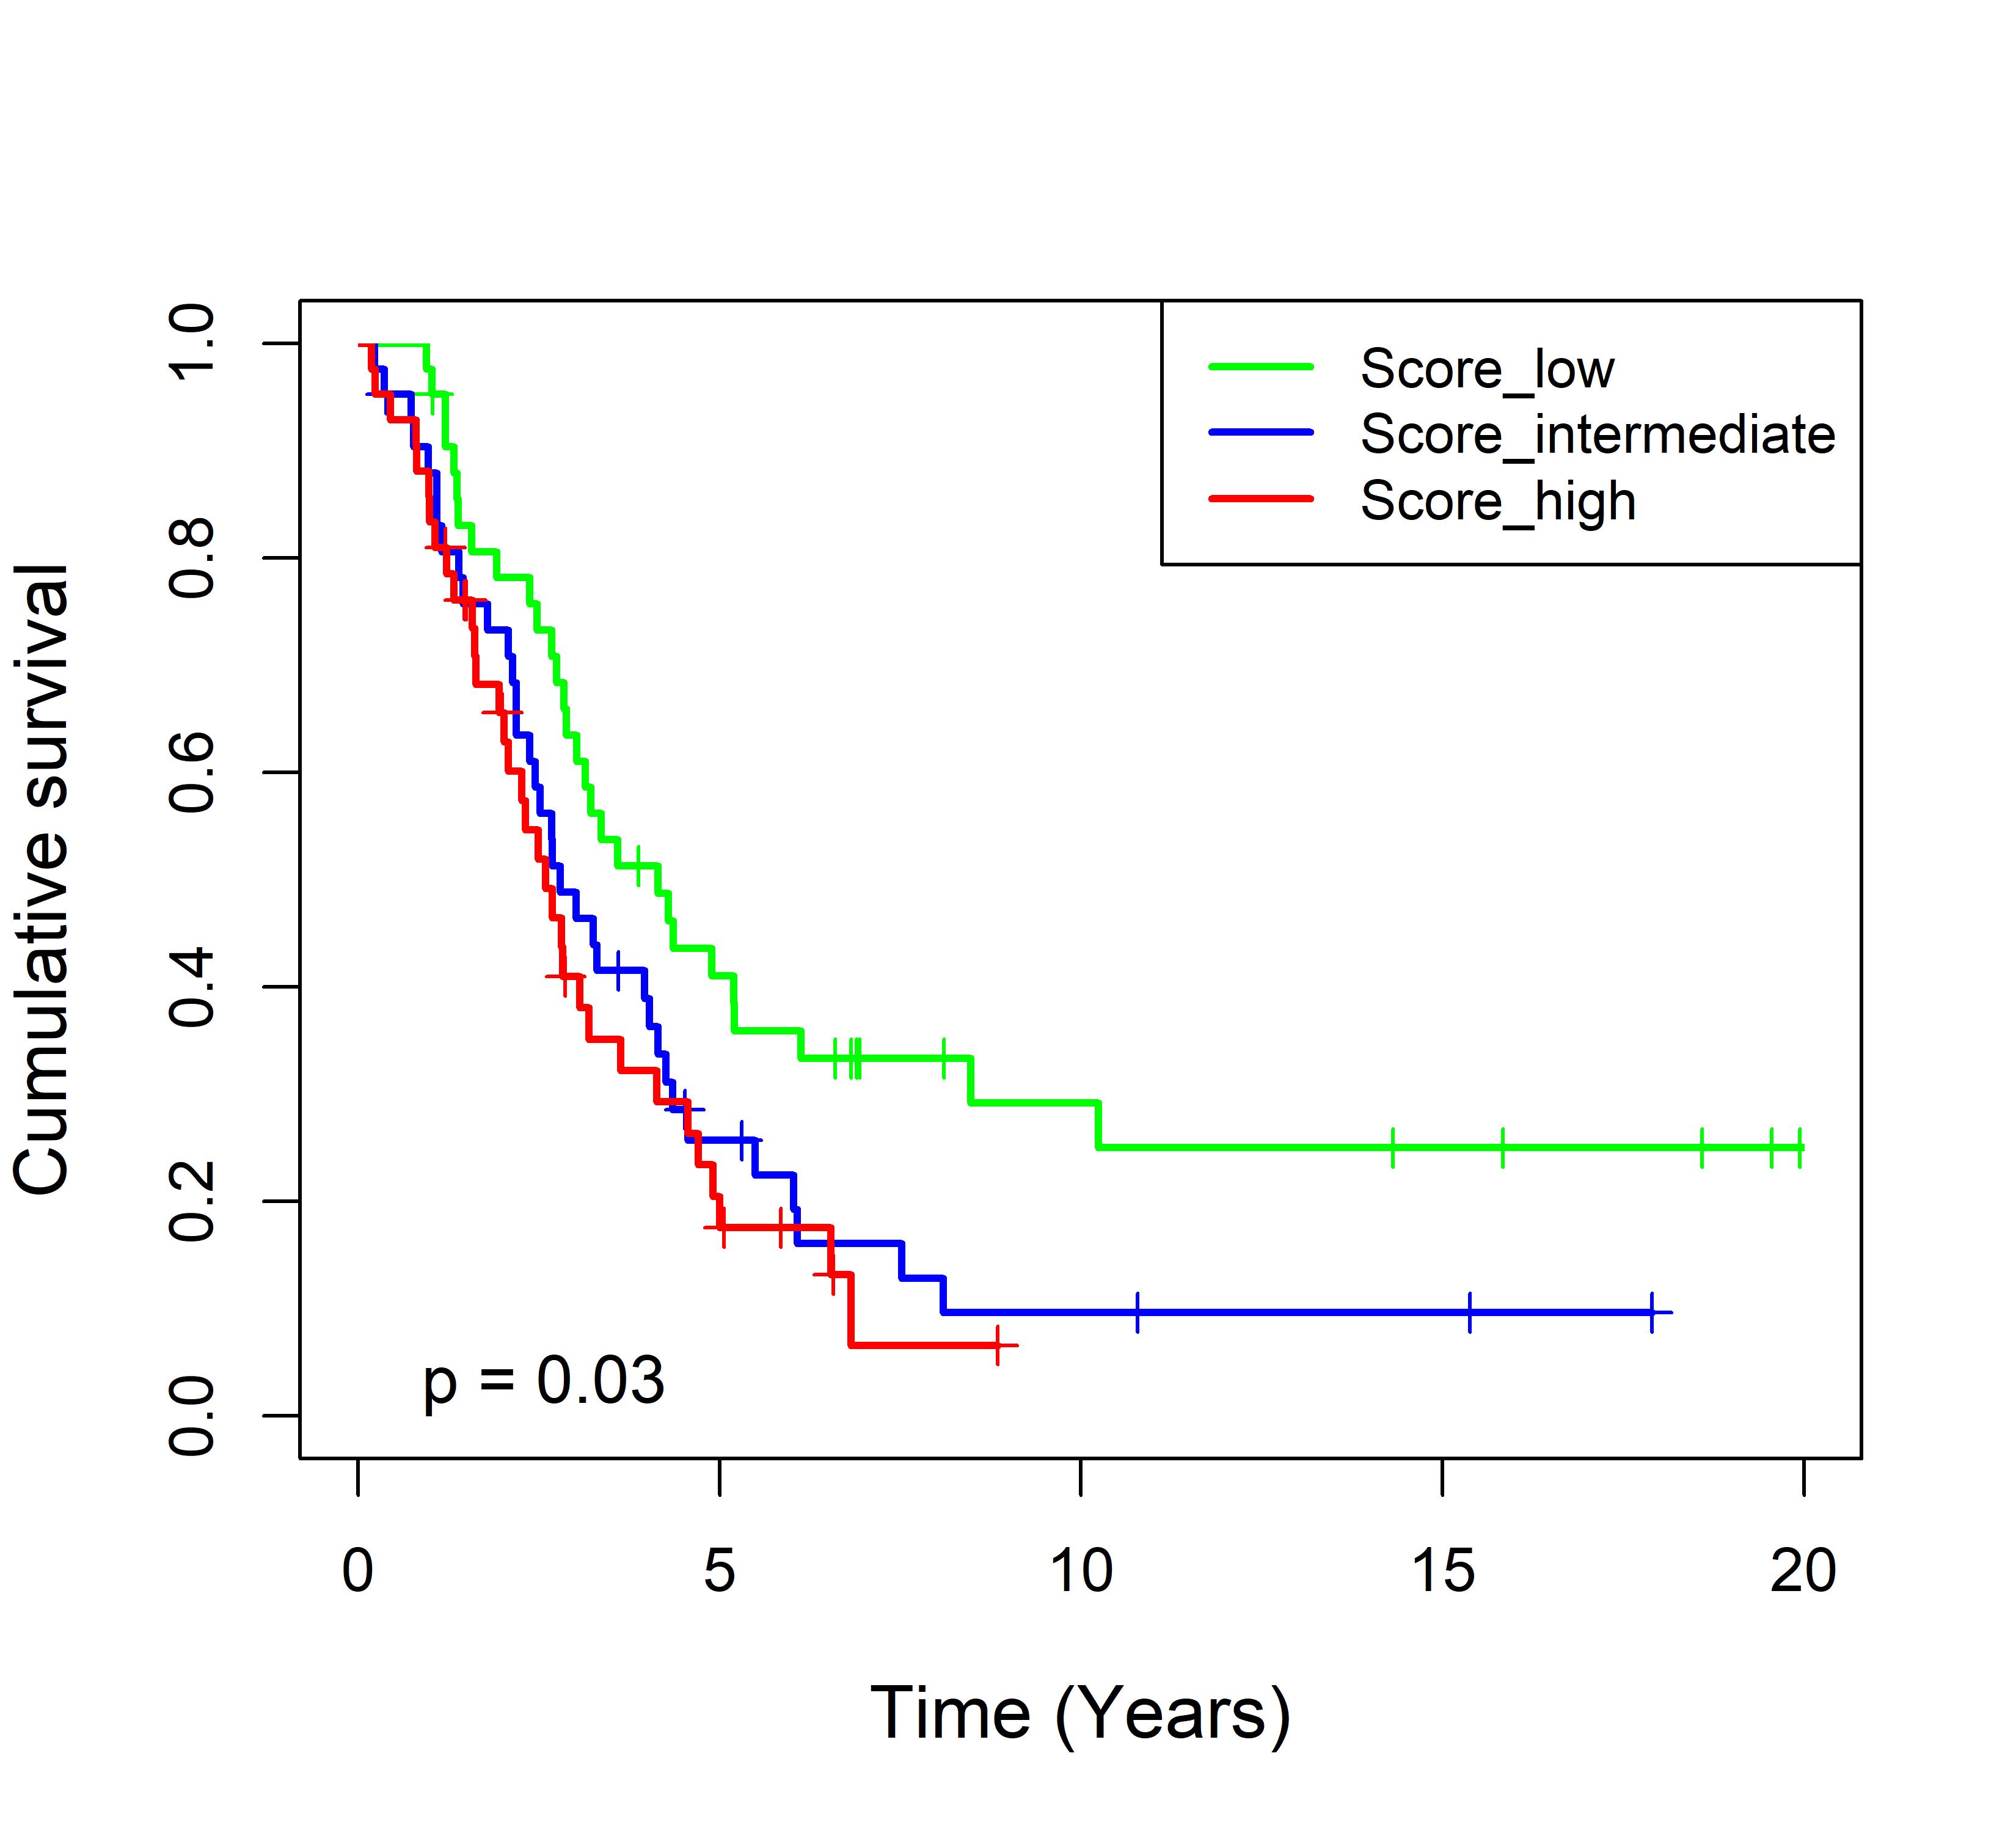 Score_low
Score_intermediate
Score_high
Cumulative survival
1.0
0.8
0.6
0.4
0.2
0.0
p = 0.03
0 5 10 15 20
Time (Years)